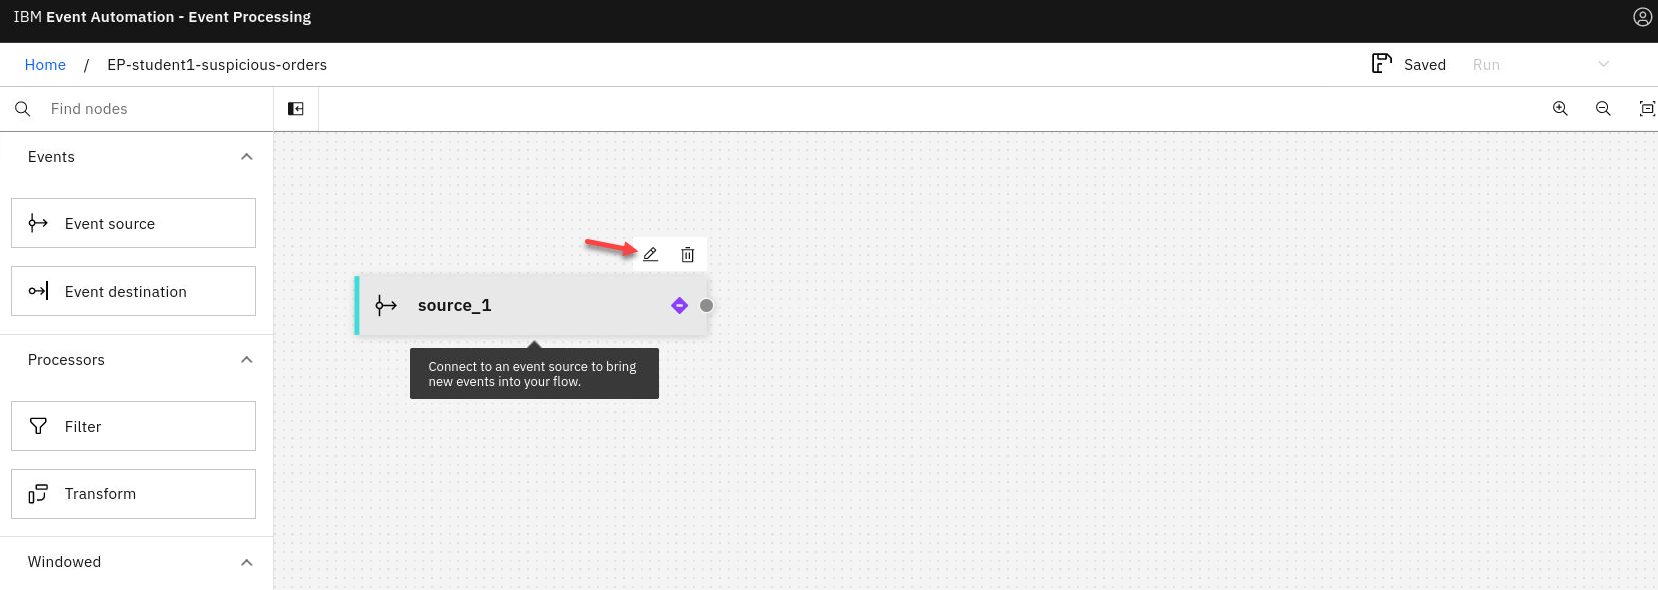 IBM Event Automation - Event Processing
Home / EP-student1-suspicious-orders
Saved
Run
Find nodes
Events
Event source
Event destination
Processors
Filter
Transform
Windowed
source_1
Connect to an event source to bring
new events into your flow.